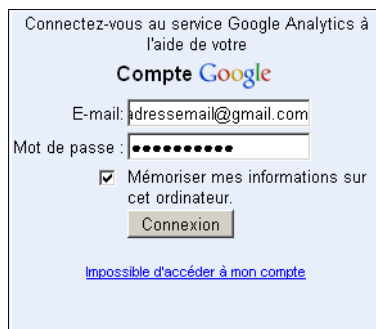 Connectez-vous au service Google Analytics à
l'aide de votre
Compte Google
E-mail: adressemail@gmail.com
Mot de passe : ●●●●●●●●●●
Mémoriser mes informations sur
cet ordinateur.
Connexion
Impossible d'accéder à mon compte